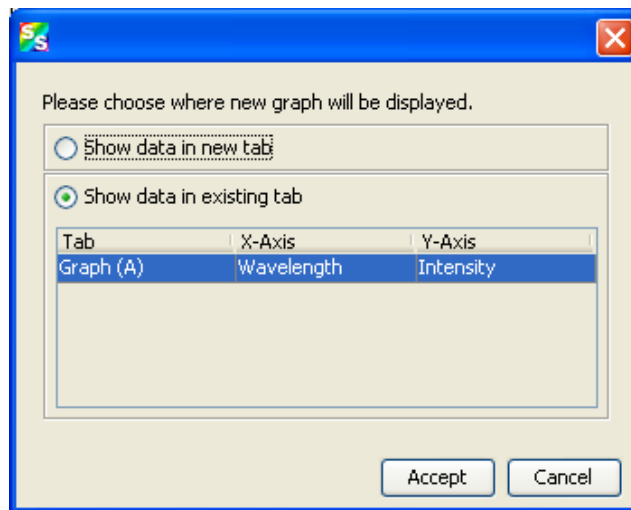 SS
Please choose where new graph will be displayed.
Show data in new tab
Show data in existing tab
Tab X-Axis Y-Axis
Graph (A) Wavelength Intensity
Accept Cancel